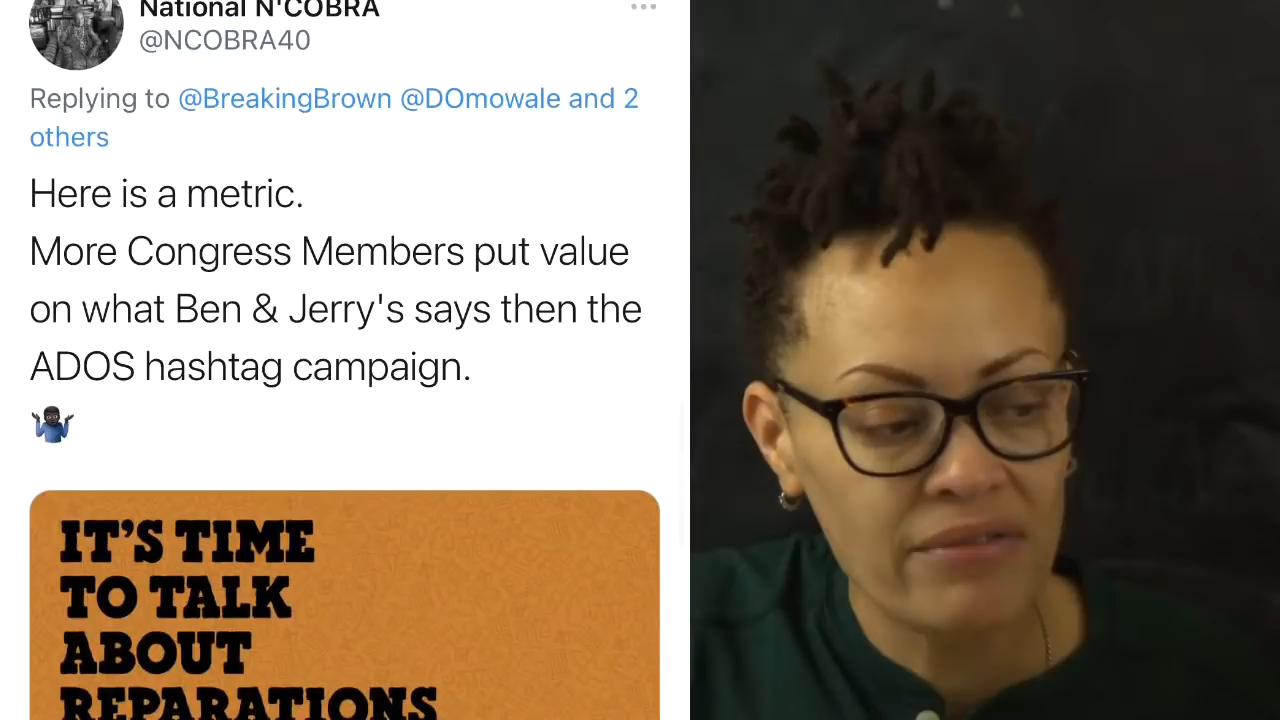 National N'COBRA
@NCOBRA40
Replying to @BreakingBrown @DOmowale and 2
others
Here is a metric.
More Congress Members put value
on what Ben & Jerry's says then the
ADOS hashtag campaign.
IT'S TIME
TO TALK
ABOUT
REPARATIONS